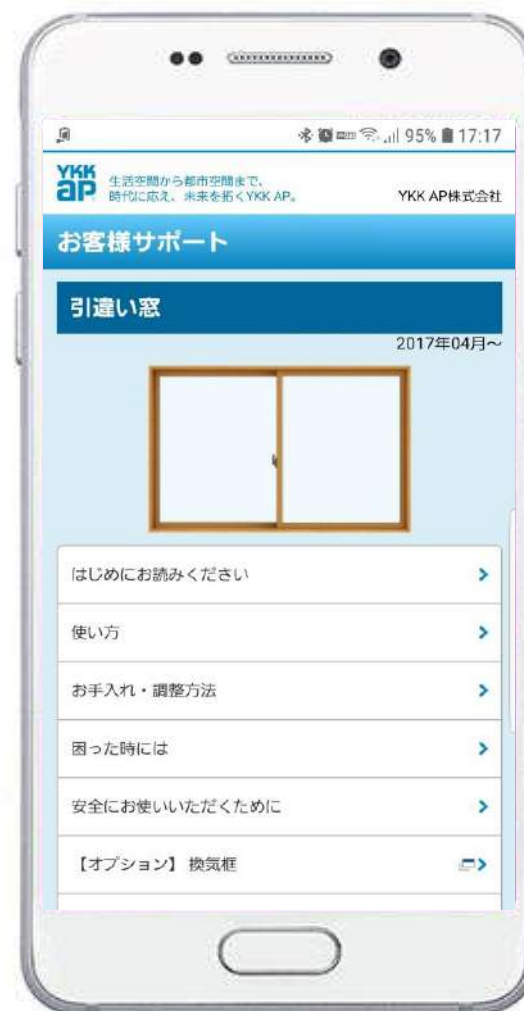 95% 17:17
YKK
ap
生活空間から都市空間まで、
時代に応え、未来を拓くYKK AP。
YKK AP株式会社
お客様サポート
引違い窓
2017年04月～
はじめにお読みください
使い方
お手入れ・調整方法
困った時には
安全にお使いいただくために
【オプション】換気框